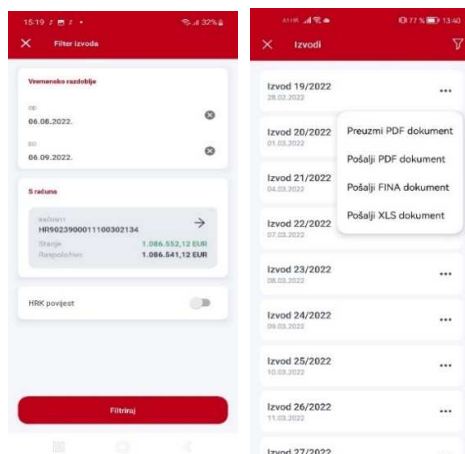 15:19
32%
Filter izvoda
Vremensko razdoblje
OD
06.08.2022.
DO
06.09.2022.
S računa
HR9023900011100302134
Stanje 1.086.552,12 EUR
Raspoloživo 1.086.541,12 EUR
HRK povijest
Filtriraj
A1 HR 77 % 13:40
Izvodi
Izvod 19/2022
28.02.2022
Izvod 20/2022
01.03.2022
Izvod 21/2022
04.03.2022
Izvod 22/2022
07.03.2022
Preuzmi PDF dokument
Pošalji PDF dokument
Pošalji FINA dokument
Pošalji XLS dokument
Izvod 23/2022
08.03.2022
Izvod 24/2022
09.03.2022
Izvod 25/2022
10.03.2022
Izvod 26/2022
11.03.2022
Izvod 27/2022